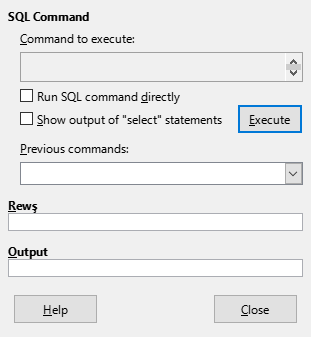 SQL Command
Command to execute:
Run SQL command directly
Show output of "select" statements
Execute
Previous commands:
Rewş
Output
Help
Close